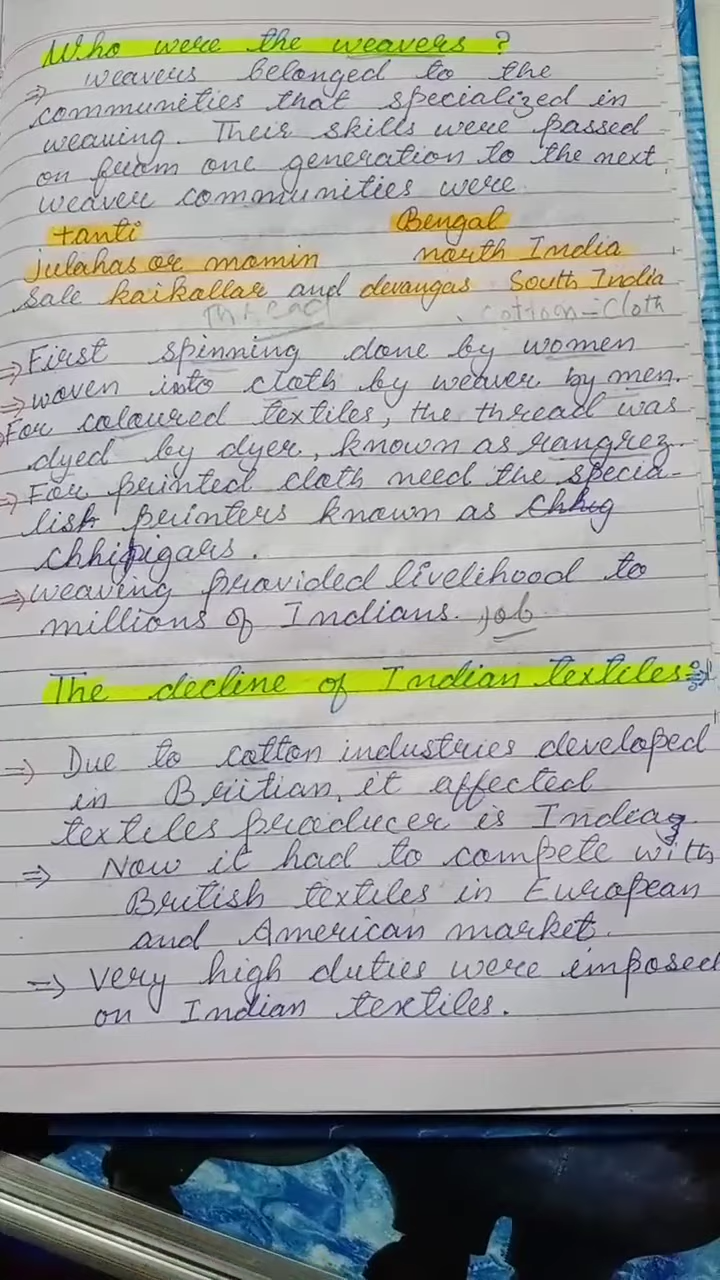 Who were the weavers ?
⇒ weavers belonged to the
communities that specialized in
weaving. Their skills were passed
on from one generation to the next
weaver communities were
tanti Bengal
julahas or momin north India
Sale kaikallar and devangas South India
Thread cotton - cloth
⇒ First spinning done by women
⇒ woven into cloth by weaver by men.
⇒ For coloured textiles, the thread was
dyed by dyer, known as rangrez.
⇒ For printed cloth need the specia-
list printers known as chhig
chhipigars.
⇒ weaving provided livelihood to
millions of Indians. job
The decline of Indian textiles⇒
⇒ Due to cotton industries developed
in Britian, it affected
textiles producer is India
⇒ Now it had to compete with
British textiles in European
and American market.
⇒ very high duties were imposed
on Indian textiles.